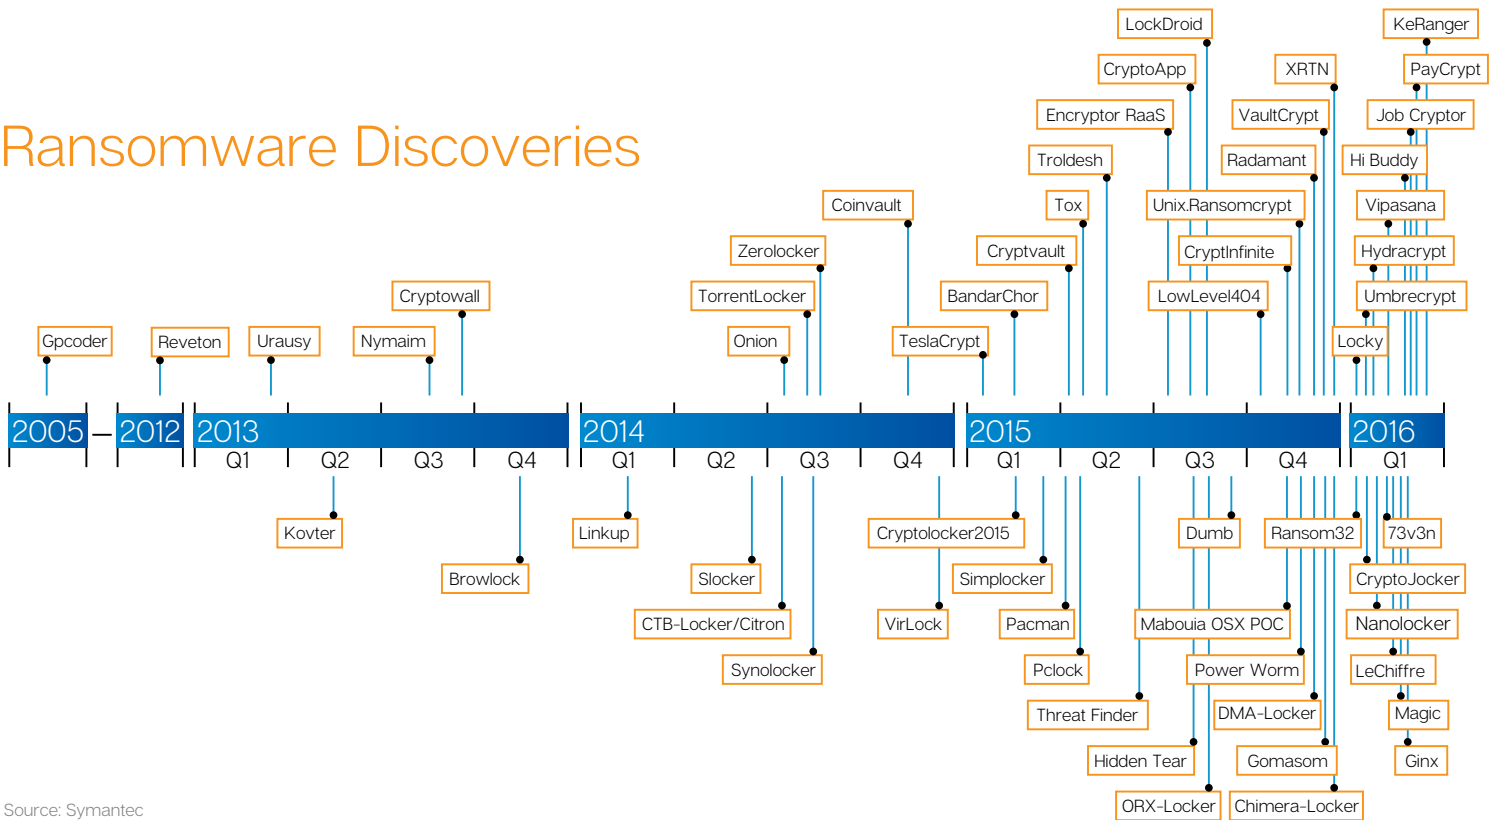 LockDroid
KeRanger
CryptoApp
XRTN
PayCrypt
Encryptor RaaS
VaultCrypt
Job Cryptor
Ransomware Discoveries
Troldesh
Radamant
Hi Buddy
Coinvault
Tox
Unix.Ransomcrypt
Vipasana
Zerolocker
Cryptvault
CryptInfinite
Hydracrypt
Cryptowall
TorrentLocker
BandarChor
LowLevel404
Umbrecrypt
Gpcoder
Reveton
Urausy
Nymaim
Onion
TeslaCrypt
Locky
2005 – 2012 2013 2014 2015 2016
Q1 Q2 Q3 Q4 Q1 Q2 Q3 Q4 Q1 Q2 Q3 Q4 Q1
Kovter
Linkup
Cryptolocker2015
Dumb
Ransom32
73v3n
Browlock
Slocker
Simplocker
CryptoJocker
CTB-Locker/Citron
VirLock
Pacman
Mabouia OSX POC
Nanolocker
Synolocker
Pclock
Power Worm
LeChiffre
Threat Finder
DMA-Locker
Magic
Hidden Tear
Gomasom
Ginx
ORX-Locker
Chimera-Locker
Source: Symantec